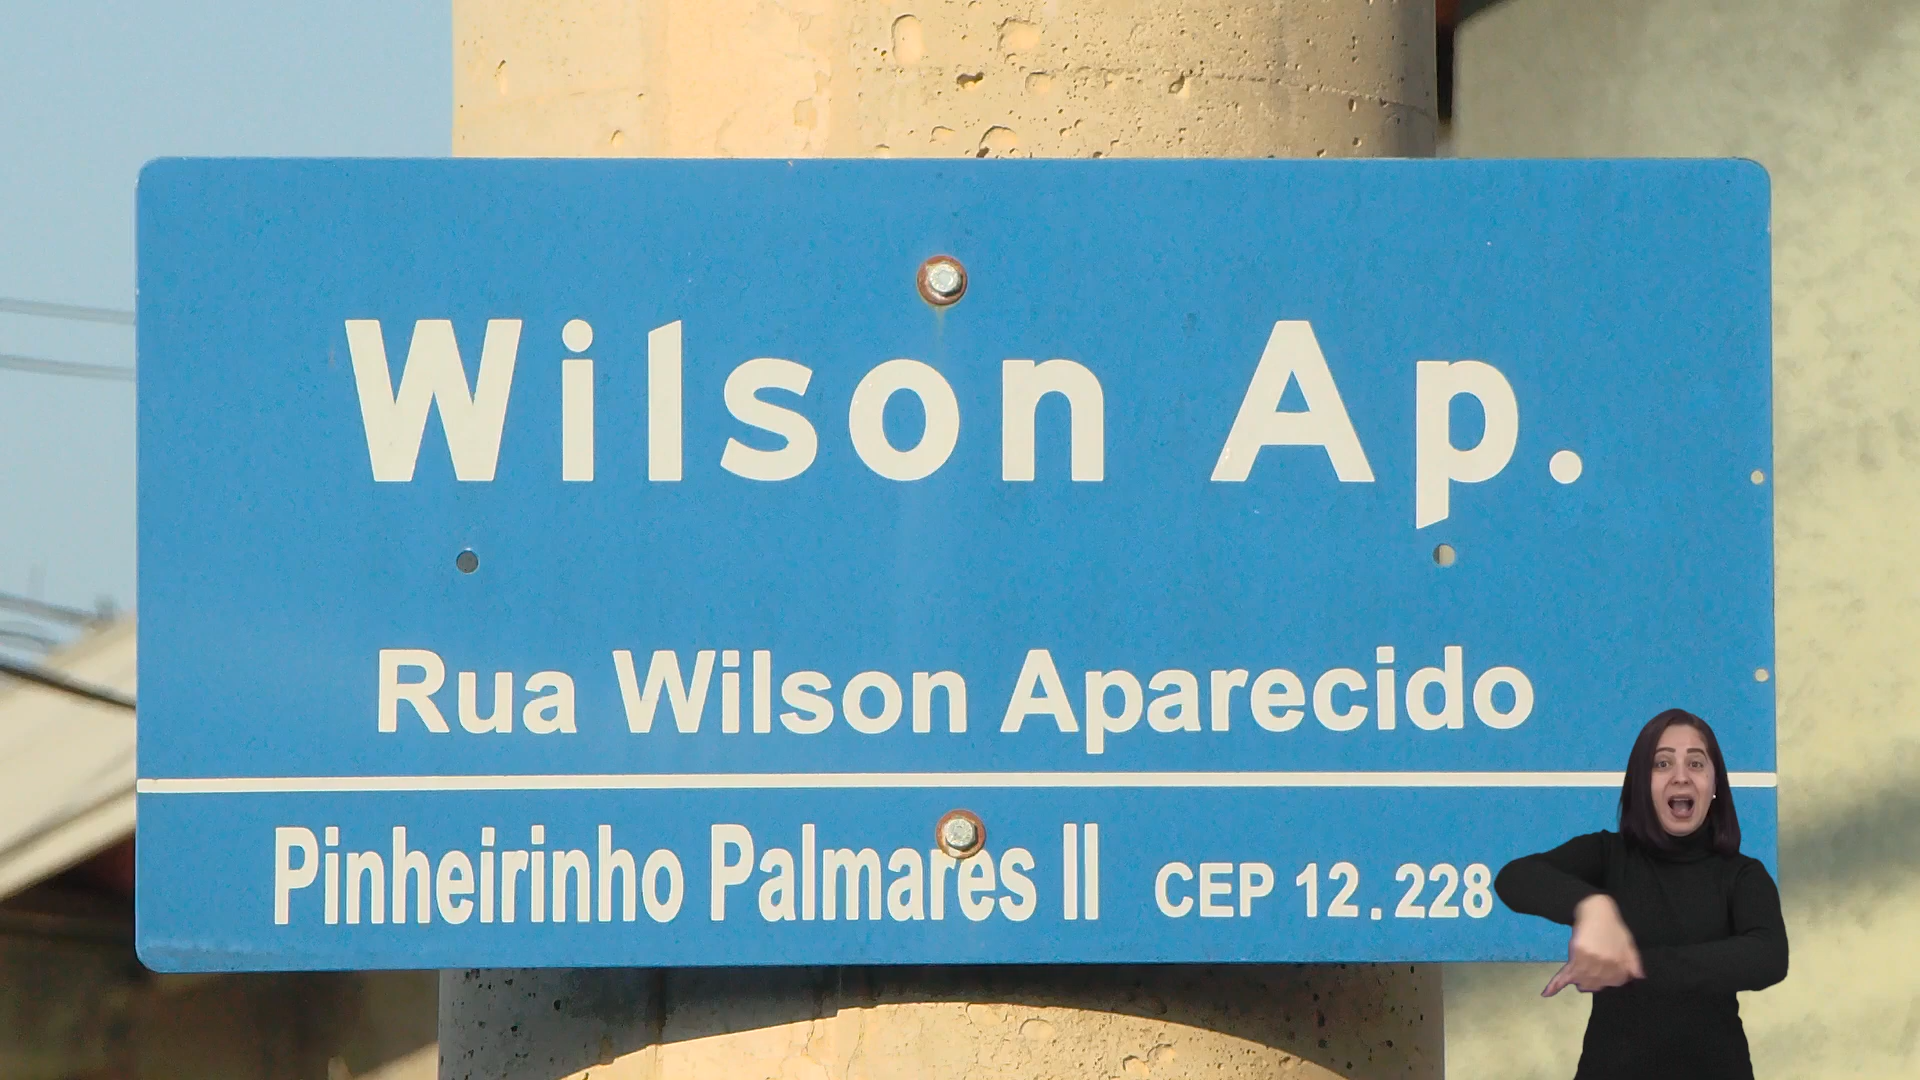 Wilson Ap.
Rua Wilson Aparecido
Pinheirinho Palmares II CEP 12.228